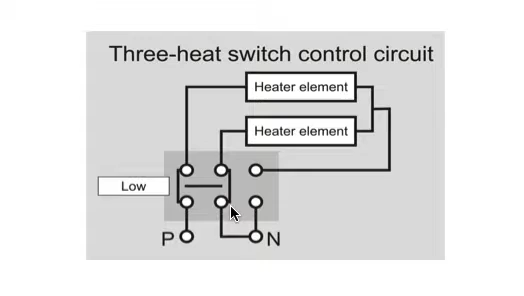 Three-heat switch control circuit
Heater element
Heater element
Low
P
N